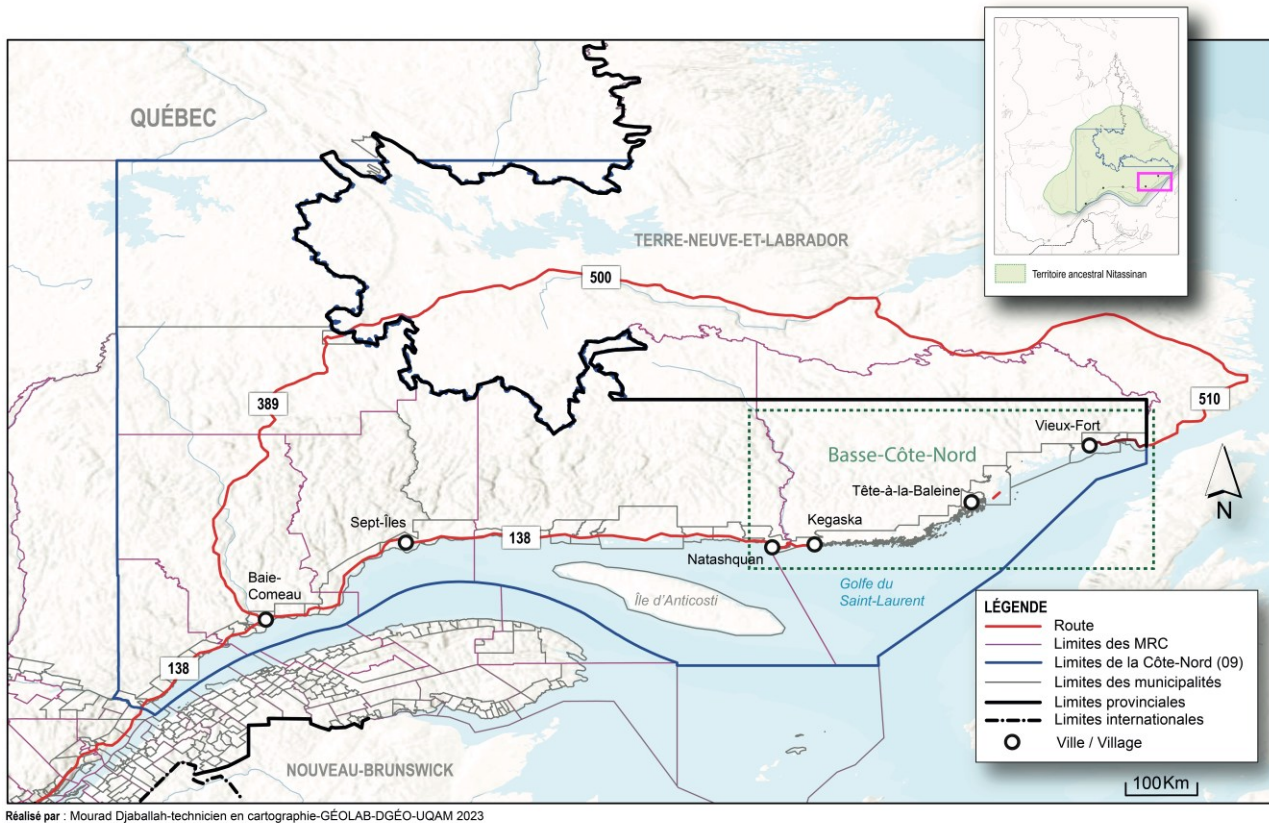 QUÉBEC
TERRE-NEUVE-ET-LABRADOR
Territoire ancestral Nitassinan
500
389
510
Vieux-Fort
Basse-Côte-Nord
Tête-à-la-Baleine
Sept-Îles
138
Kegaska
Natashquan
N
Baie-
Comeau
Île d'Anticosti
Golfe du
Saint-Laurent
138
NOUVEAU-BRUNSWICK
LÉGENDE
Route
Limites des MRC
Limites de la Côte-Nord (09)
Limites des municipalités
Limites provinciales
Limites internationales
Ville / Village
100Km
Réalisé par : Mourad Djaballah-technicien en cartographie-GÉOLAB-DGÉO-UQAM 2023